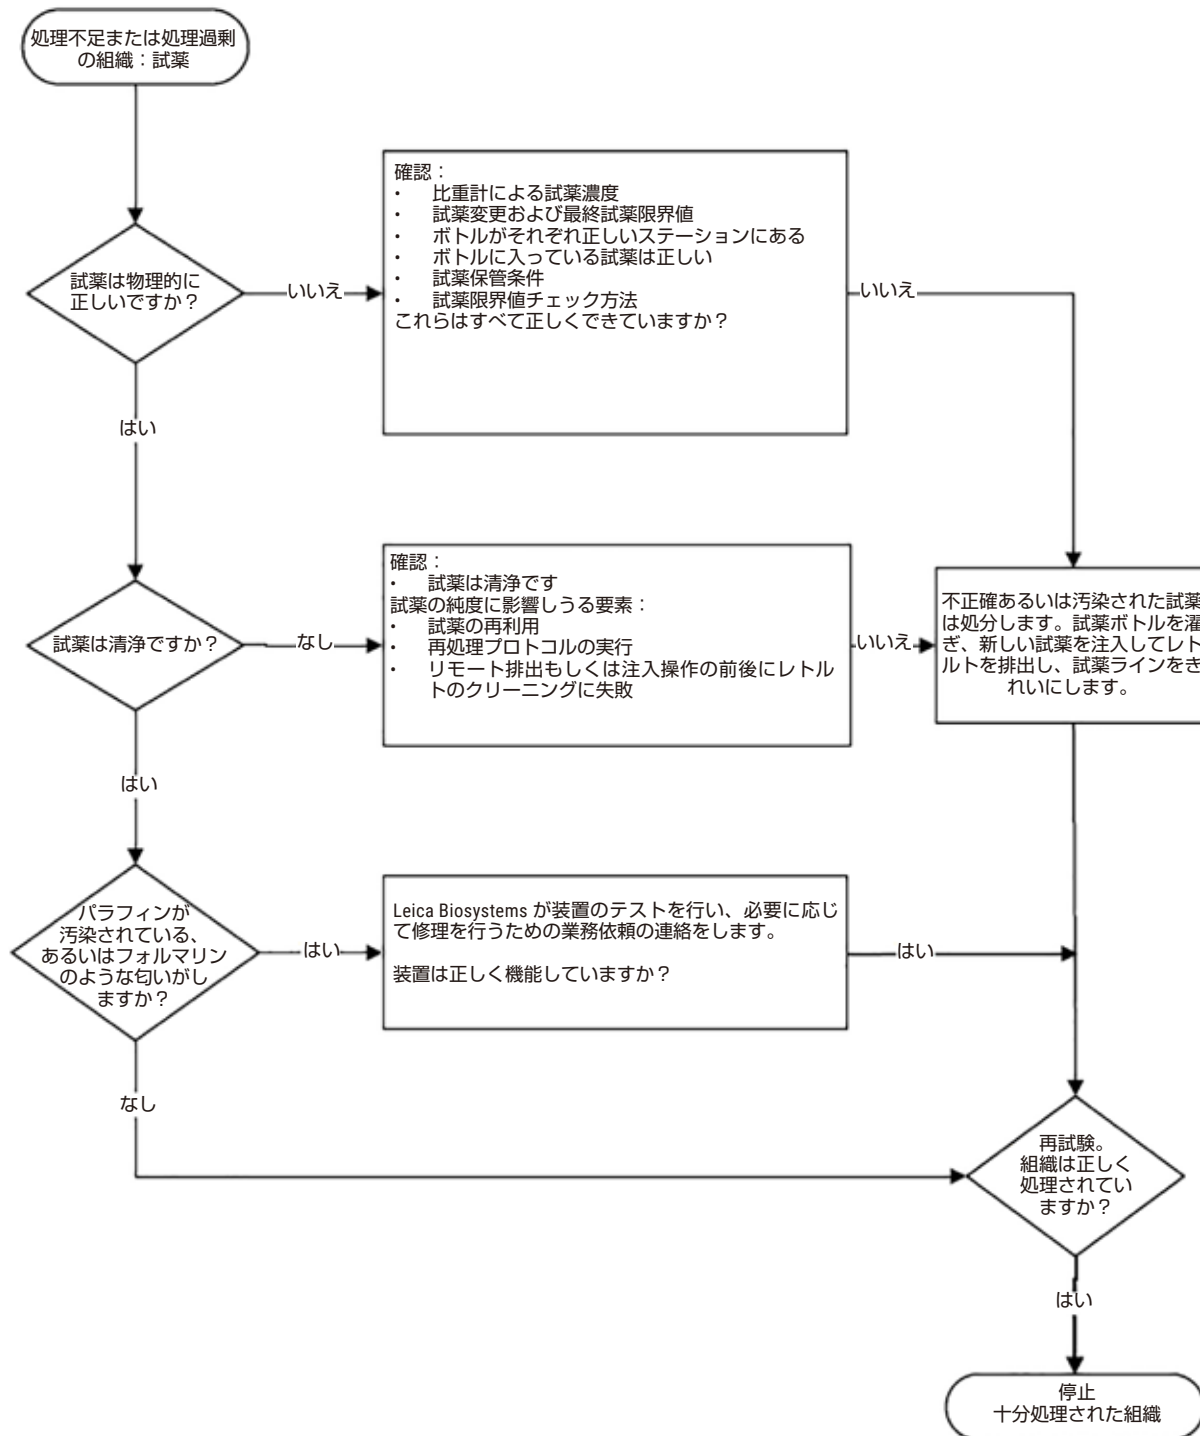 処理不足または処理過剰
の組織：試薬
確認：
・ 比重計による試薬濃度
・ 試薬変更および最終試薬限界値
・ ボトルがそれぞれ正しいステーションにある
・ ボトルに入っている試薬は正しい
・ 試薬保管条件
・ 試薬限界値チェック方法
これらはすべて正しくできていますか？
試薬は物理的に
正しいですか？
いいえ
いいえ
はい
確認：
・ 試薬は清浄です
試薬の純度に影響しうる要素：
・ 試薬の再利用
・ 再処理プロトコルの実行
・ リモート排出もしくは注入操作の前後にレトル
トのクリーニングに失敗
試薬は清浄ですか？
なし
いいえ
不正確あるいは汚染された試薬
は処分します。試薬ボトルを濯
ぎ、新しい試薬を注入してレト
ルトを排出し、試薬ラインをき
れいにします。
はい
パラフィンが
汚染されている、
あるいはフォルマリン
のような匂いがし
ますか？
はい
Leica Biosystems が装置のテストを行い、必要に応じ
て修理を行うための業務依頼の連絡をします。
装置は正しく機能していますか？
はい
なし
再試験。
組織は正しく
処理されてい
ますか？
はい
停止
十分処理された組織